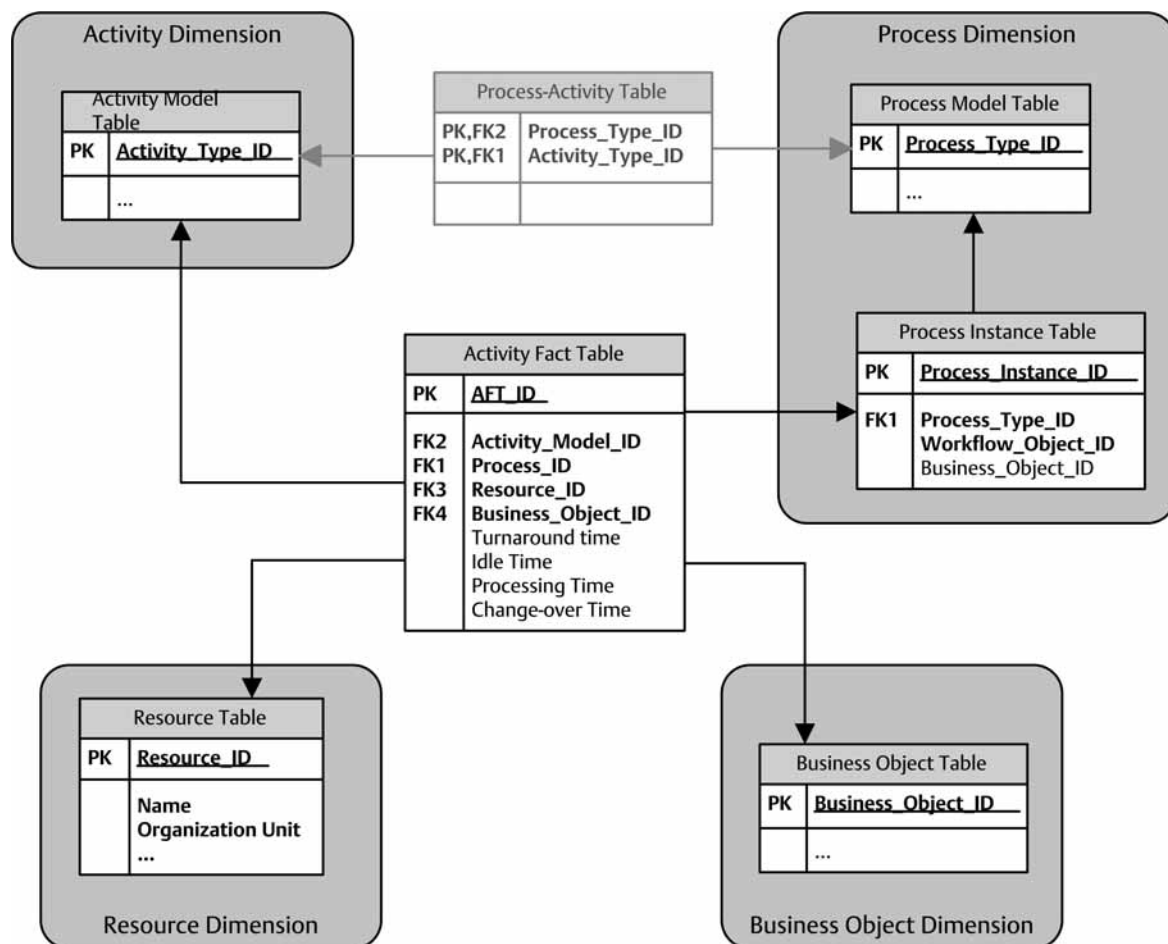 Activity Dimension
Activity Model
Table
PK Activity_Type_ID
...
Process-Activity Table
PK,FK2 Process_Type_ID
PK,FK1 Activity_Type_ID
Process Dimension
Process Model Table
PK Process_Type_ID
...
Process Instance Table
PK Process_Instance_ID
FK1 Process_Type_ID
Workflow_Object_ID
Business_Object_ID
Activity Fact Table
PK AFT_ID
FK2 Activity_Model_ID
FK1 Process_ID
FK3 Resource_ID
FK4 Business_Object_ID
Turnaround time
Idle Time
Processing Time
Change-over Time
Resource Table
PK Resource_ID
Name
Organization Unit
...
Resource Dimension
Business Object Table
PK Business_Object_ID
...
Business Object Dimension